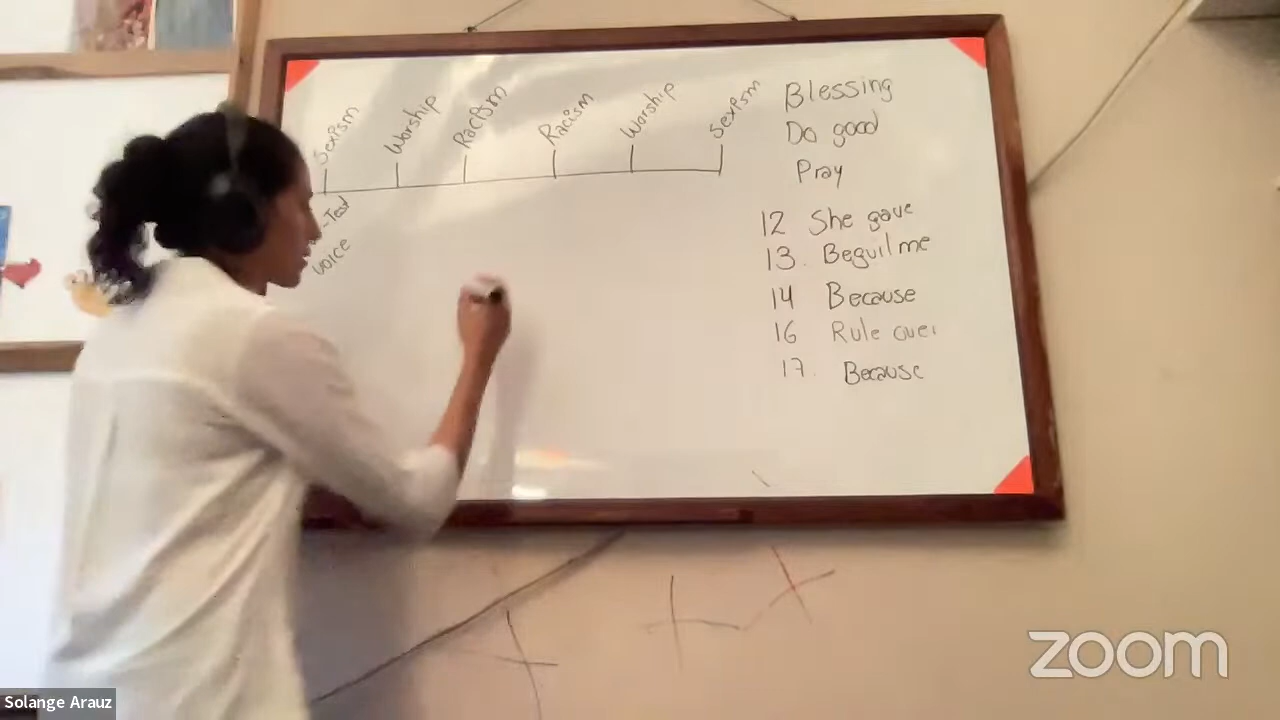 Sexism Worship Racism Racism Worship Sexism
-Test
voice
Blessing
Do good
Pray
12 She gave
13. Beguil me
14 Because
16 Rule over
17. Because
zoom
Solange Arauz